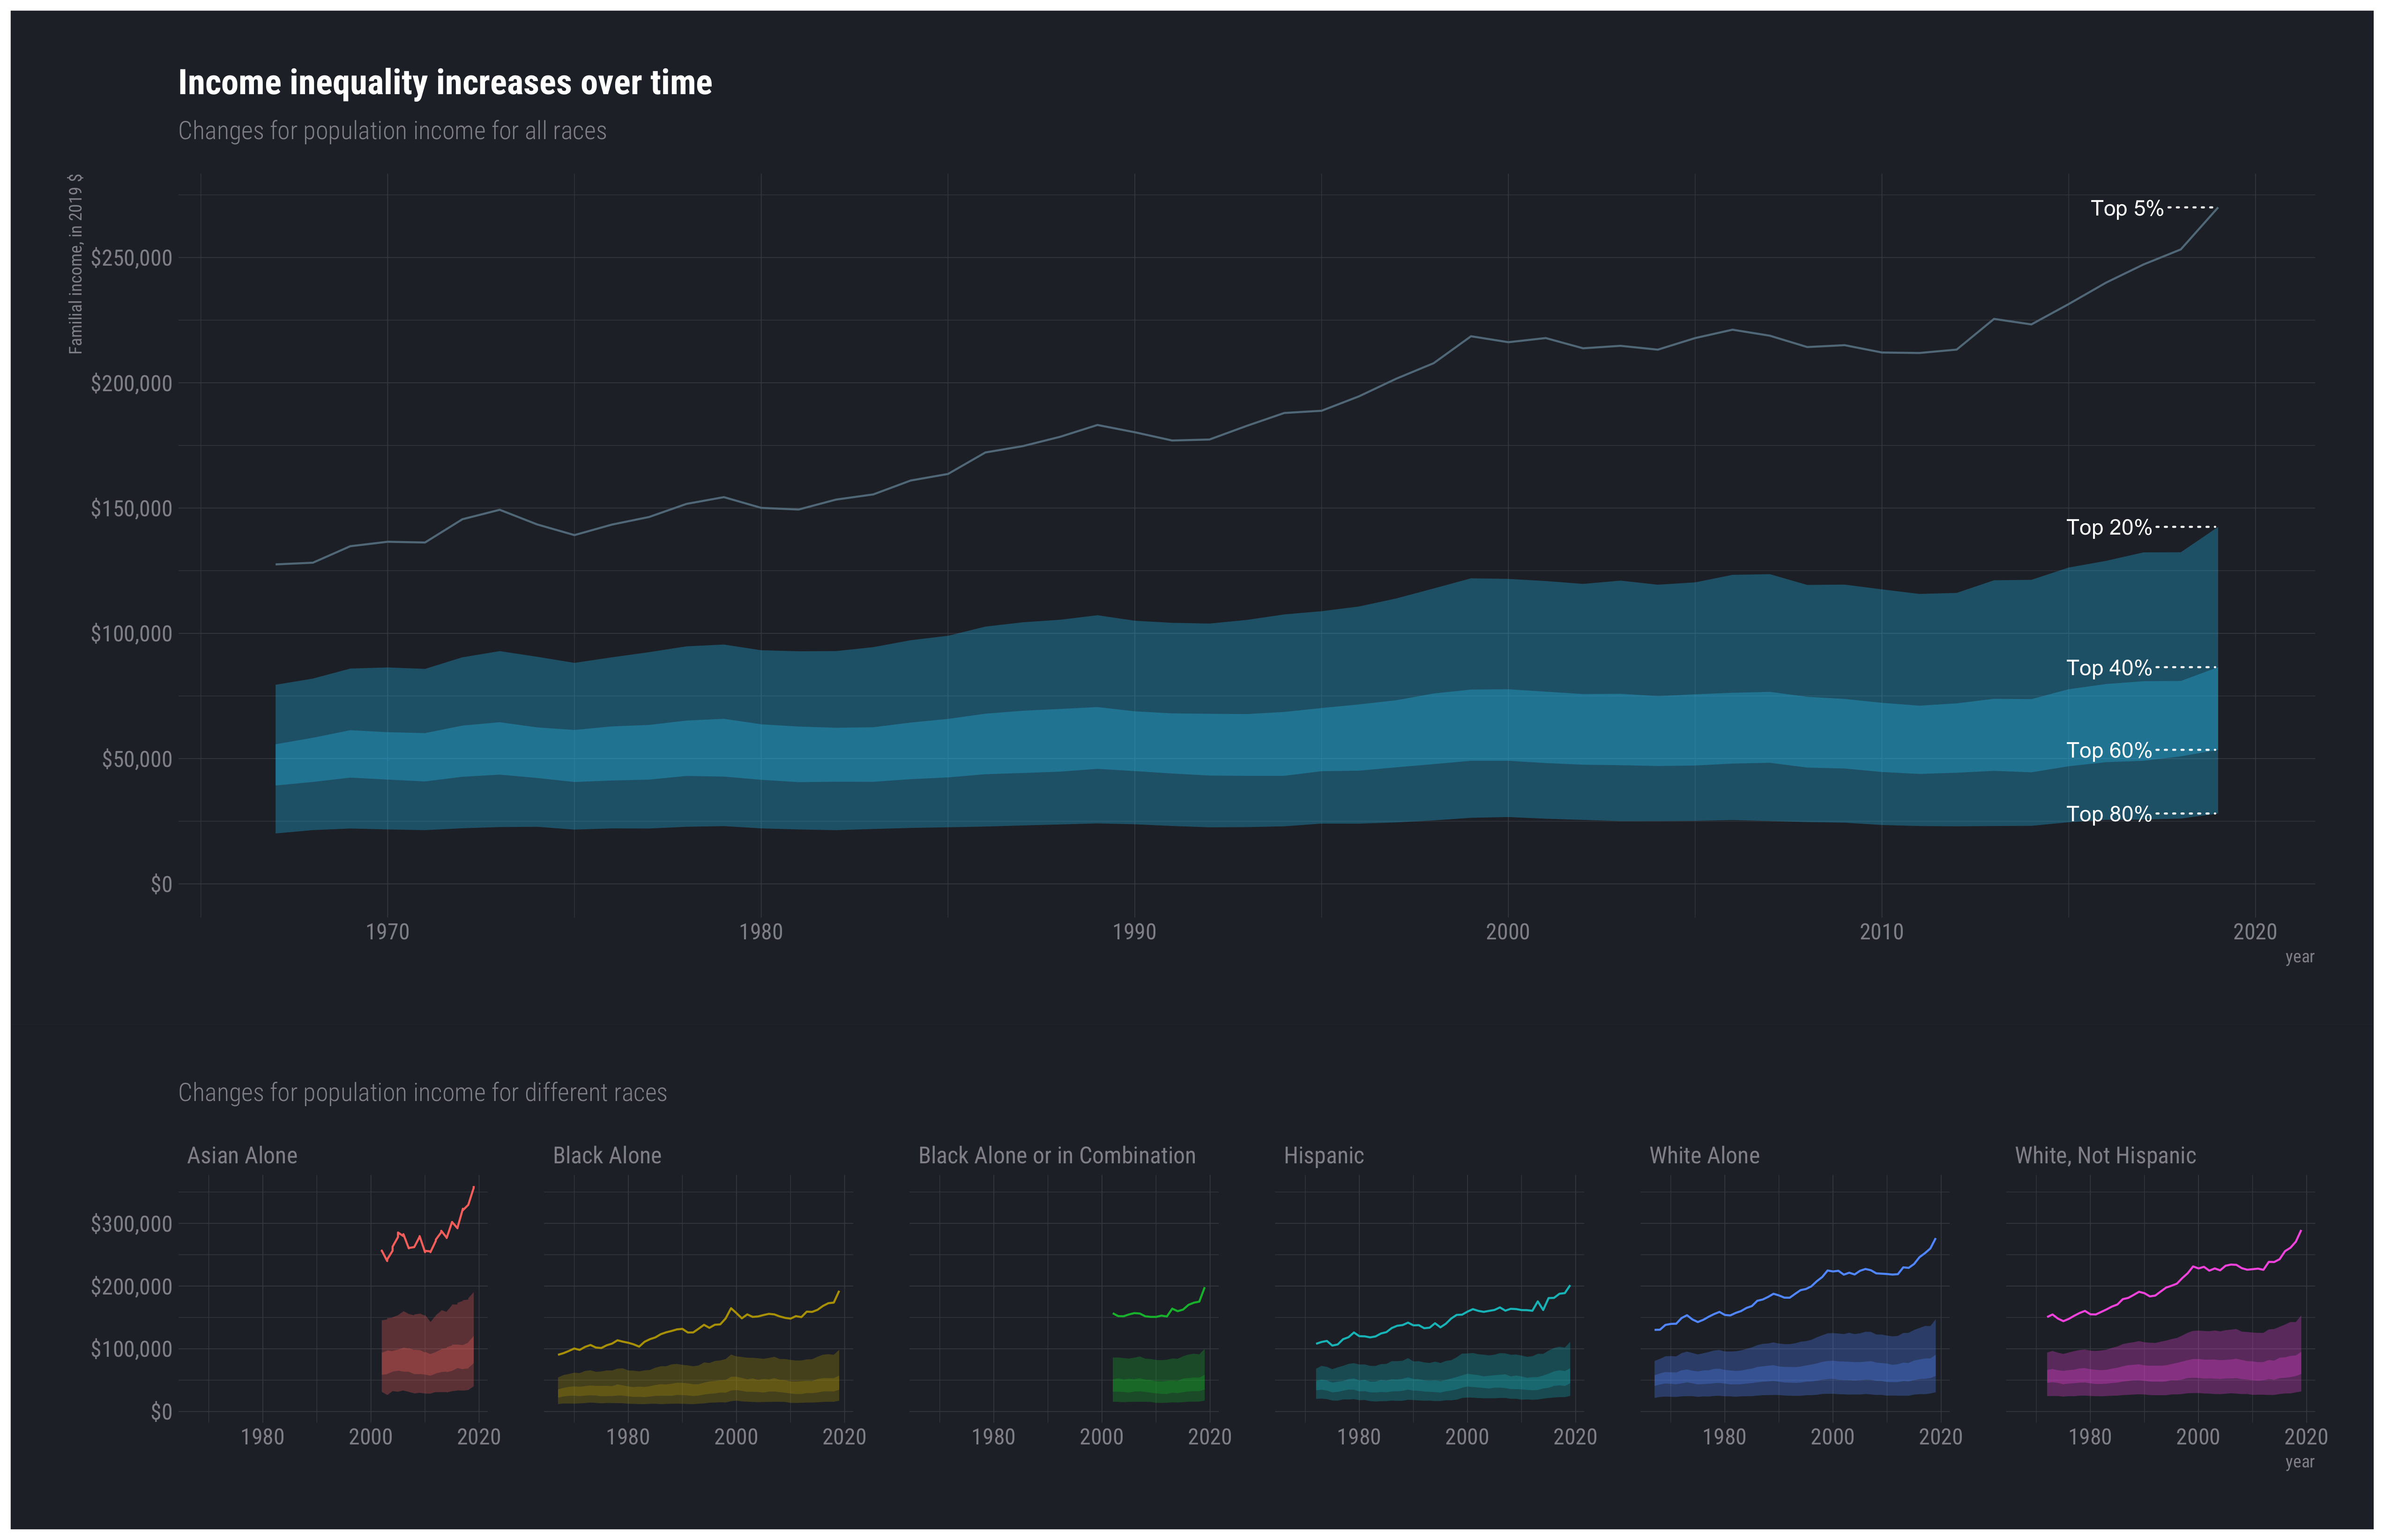 Income inequality increases over time
Changes for population income for all races
Familial income, in 2019 $
$250,000
$200,000
$150,000
$100,000
$50,000
$0
Top 5%
Top 20%
Top 40%
Top 60%
Top 80%
1970 1980 1990 2000 2010 2020
year
Changes for population income for different races
Asian Alone Black Alone Black Alone or in Combination Hispanic White Alone White, Not Hispanic
$300,000
$200,000
$100,000
$0
1980 2000 2020 1980 2000 2020 1980 2000 2020 1980 2000 2020 1980 2000 2020 1980 2000 2020
year